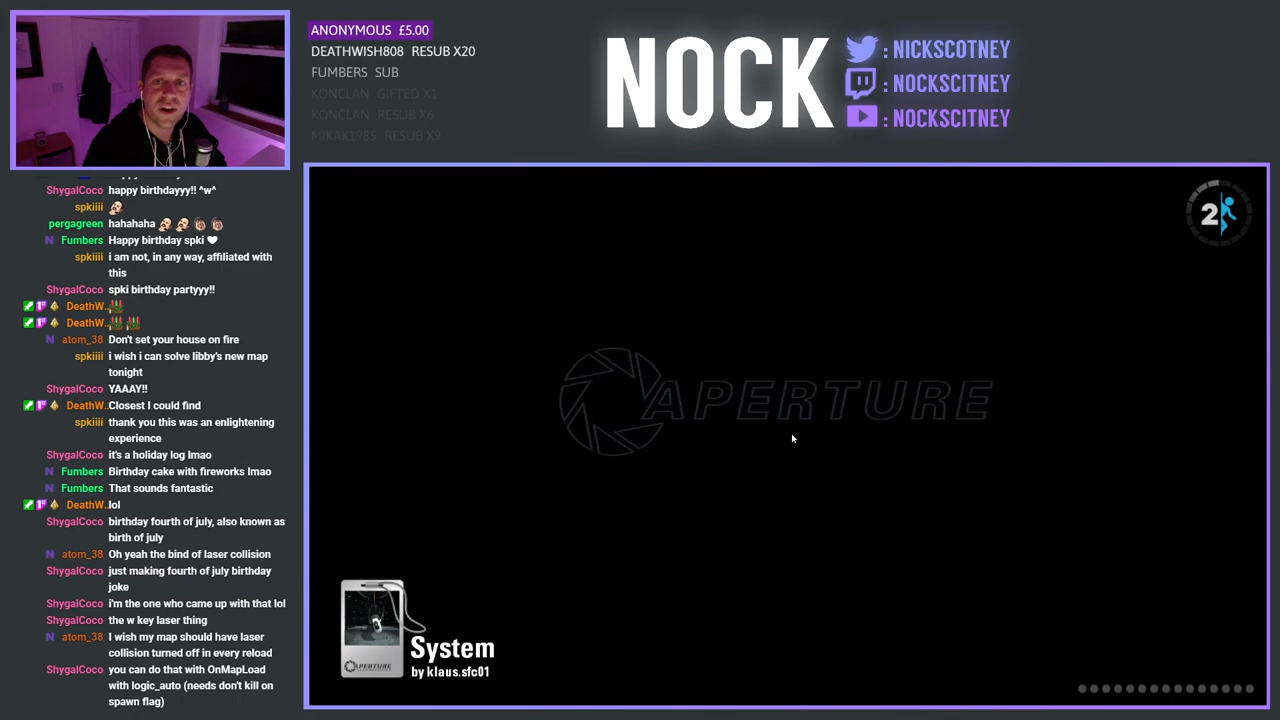 ANONYMOUS £5.00
DEATHWISH808 RESUB X20
FUMBERS SUB
KONCLAN GIFTED X1
KONCLAN RESUB X6
MIKAK1985 RESUB X9
NOCK
: NICKSCOTNEY
: NOCKSCITNEY
: NOCKSCITNEY
ShygalCoco happy birthdayyy!! ^w^
spkiiii
pergagreen hahahaha
N Fumbers Happy birthday spki
spkiiii i am not, in any way, affiliated with
this
ShygalCoco spki birthday partyyy!!
DeathW..
DeathW..
N atom_38 Don't set your house on fire
spkiiii i wish i can solve libby's new map
tonight
ShygalCoco YAAAY!!
DeathW.. Closest I could find
spkiiii thank you this was an enlightening
experience
ShygalCoco it's a holiday log lmao
N Fumbers Birthday cake with fireworks lmao
N Fumbers That sounds fantastic
DeathW.. lol
ShygalCoco birthday fourth of july, also known as
birth of july
N atom_38 Oh yeah the bind of laser collision
ShygalCoco just making fourth of july birthday
joke
ShygalCoco i'm the one who came up with that lol
ShygalCoco the w key laser thing
N atom_38 I wish my map should have laser
collision turned off in every reload
ShygalCoco you can do that with OnMapLoad
with logic_auto (needs don't kill on
spawn flag)
2
APERTURE
APERTURE
System
by klaus.sfc01